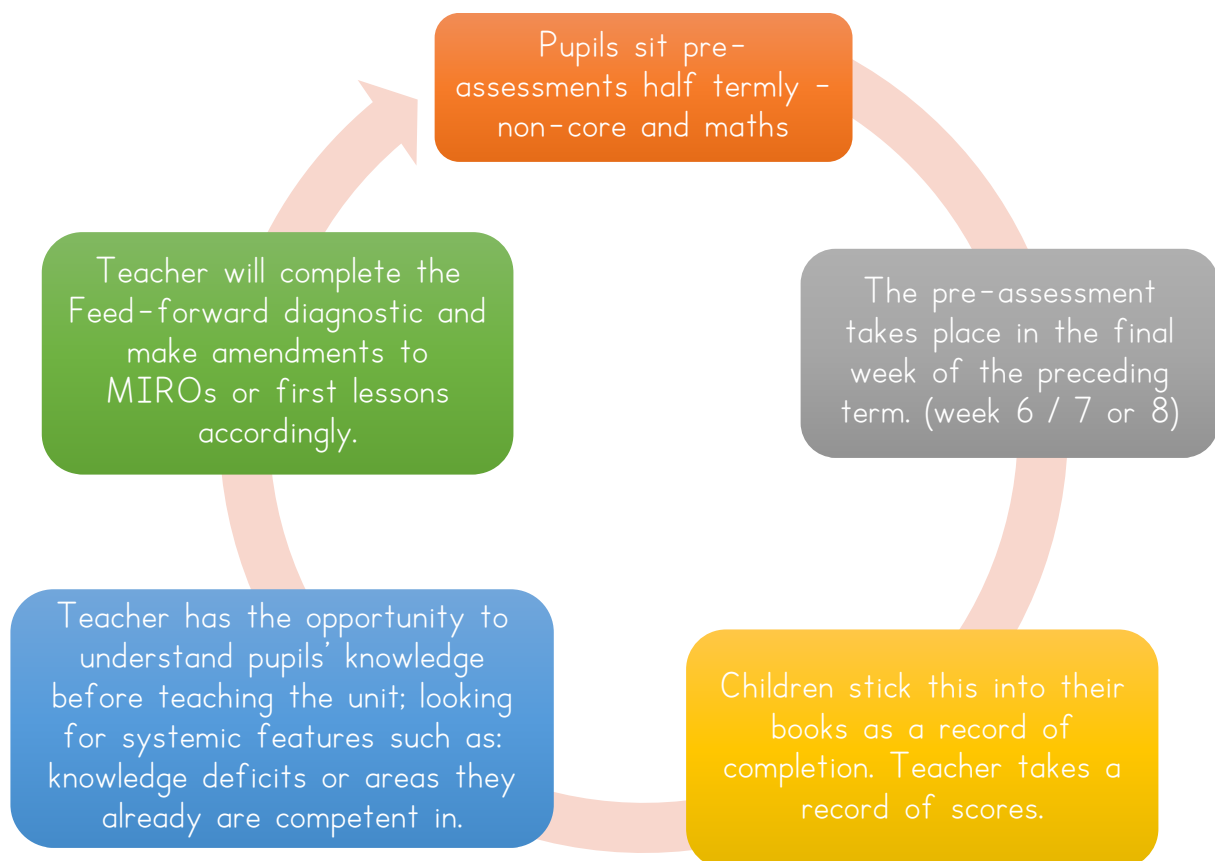 Pupils sit pre-
assessments half termly -
non-core and maths
The pre-assessment
takes place in the final
week of the preceding
term. (week 6 / 7 or 8)
Children stick this into their
books as a record of
completion. Teacher takes a
record of scores.
Teacher has the opportunity to
understand pupils’ knowledge
before teaching the unit; looking
for systemic features such as:
knowledge deficits or areas they
already are competent in.
Teacher will complete the
Feed-forward diagnostic and
make amendments to
MIROs or first lessons
accordingly.